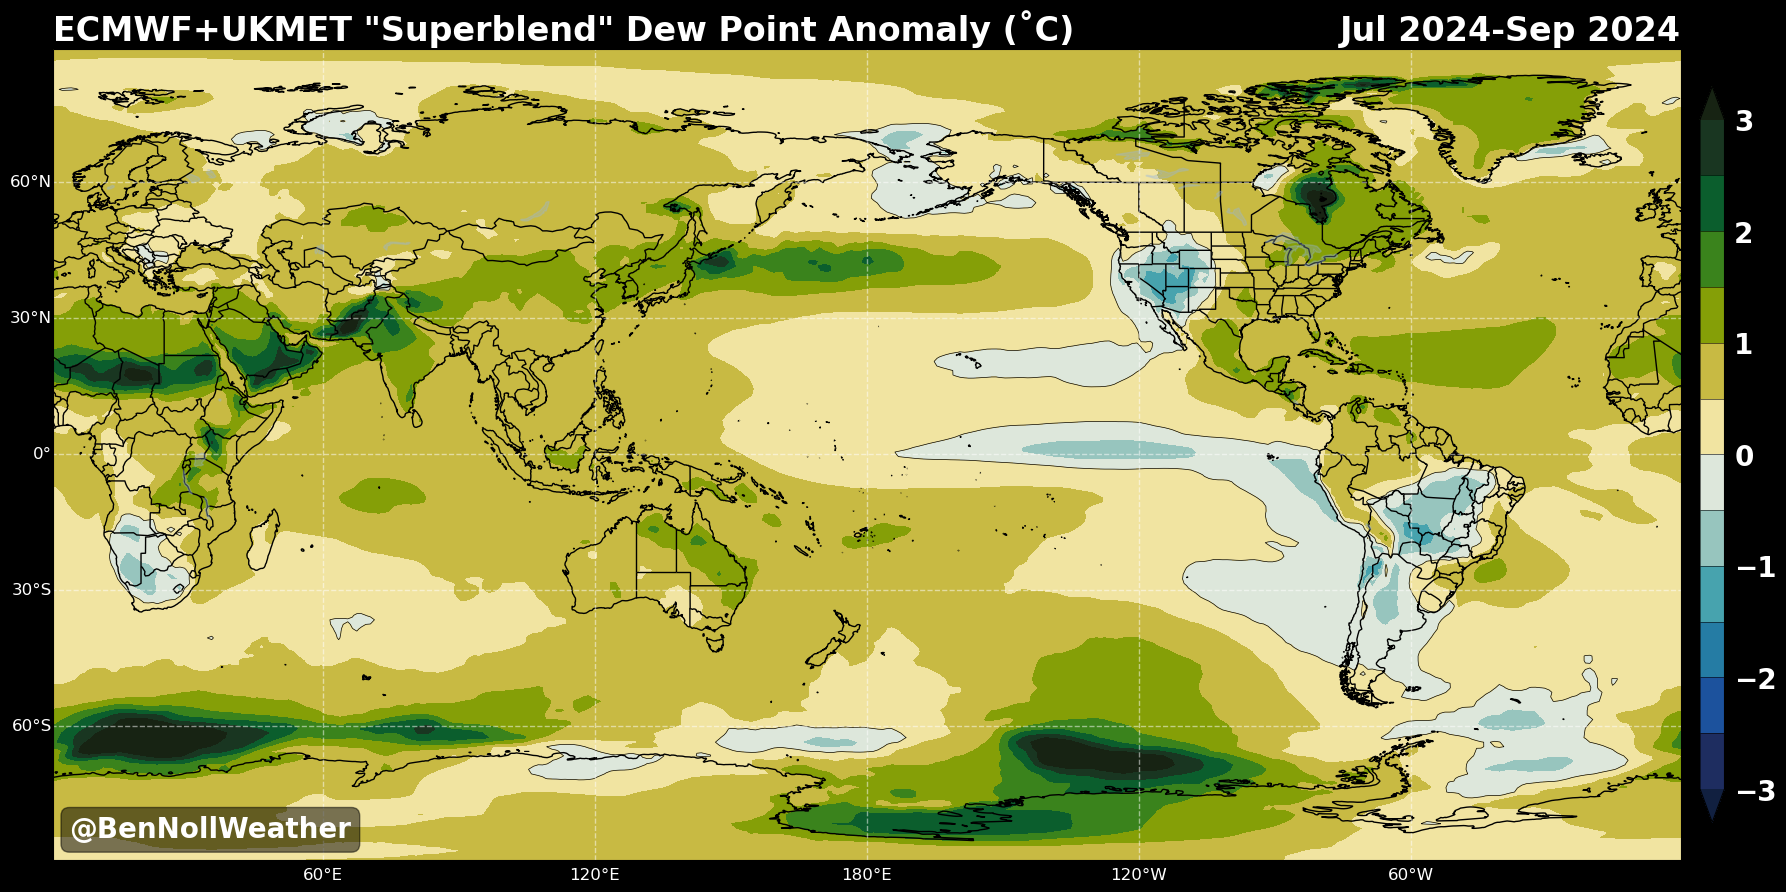 ECMWF+UKMET "Superblend" Dew Point Anomaly (˚C)
Jul 2024-Sep 2024
60°N
30°N
0°
30°S
60°S
60°E
120°E
180°E
120°W
60°W
3
2
1
0
−1
−2
−3
@BenNollWeather